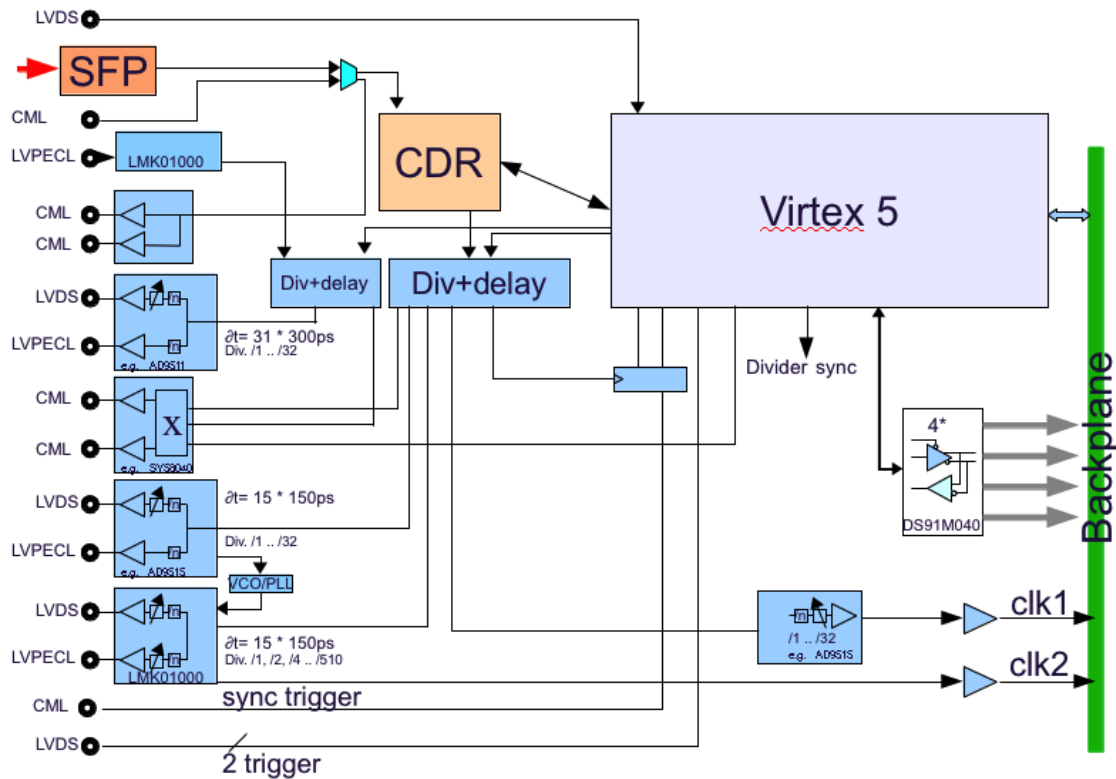 LVDS
SFP
CML
LVPECL
LMK01000
CDR
Virtex 5
CML
CML
Div+delay
Div+delay
LVDS
LVPECL
/n
/n
∂t= 31 * 300ps
Div. /1 .. /32
e.g. AD9511
Divider sync
CML
CML
X
e.g. SYS8040
4*
DS91M040
Backplane
LVDS
LVPECL
/n
/n
∂t= 15 * 150ps
Div. /1 .. /32
e.g. AD951S
VCO/PLL
LVDS
LVPECL
/n
/n
∂t= 15 * 150ps
Div. /1, /2, /4 .. /510
LMK01000
/n
/1 .. /32
e.g. AD951S
clk1
clk2
sync trigger
CML
LVDS
2 trigger